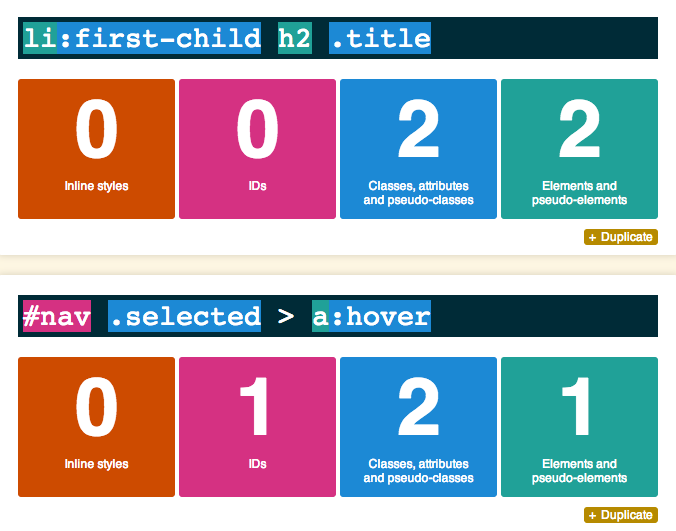 li:first-child h2 .title
0 0 2 2
Inline styles IDs Classes, attributes and pseudo-classes Elements and pseudo-elements
+ Duplicate
#nav .selected > a:hover
0 1 2 1
Inline styles IDs Classes, attributes and pseudo-classes Elements and pseudo-elements
+ Duplicate